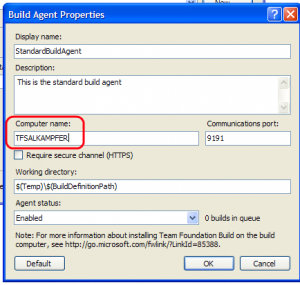 Build Agent Properties
Display name:
StandardBuildAgent
Description:
This is the standard build agent
Computer name: Communications port:
TFSALKAMPFER 9191
Require secure channel (HTTPS)
Working directory:
$(Temp)\$(BuildDefinitionPath)
Agent status:
Enabled 0 builds in queue
Note: For more information about installing Team Foundation Build on the build
computer, see http://go.microsoft.com/fwlink/?LinkId=85388.
Default OK Cancel